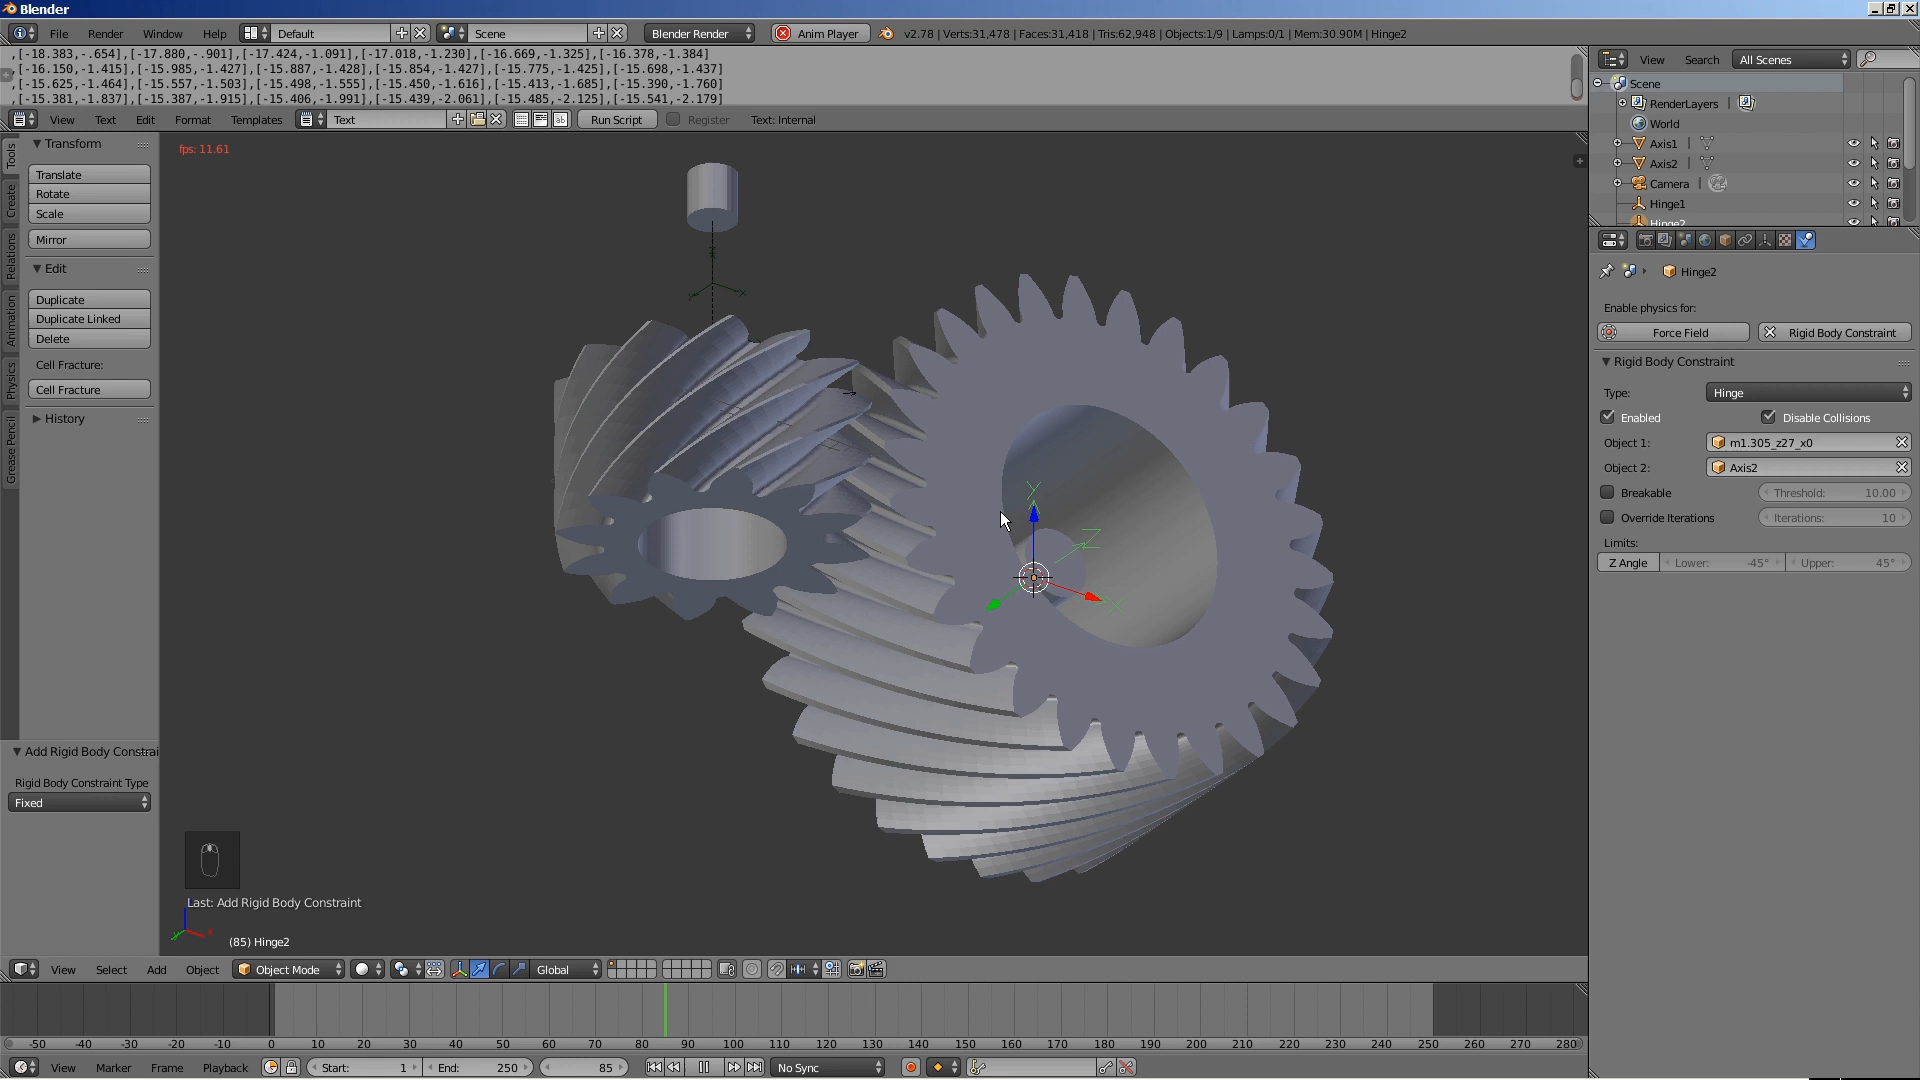 Blender
File Render Window Help Default Scene Blender Render Anim Player v2.78 | Verts:31,478 | Faces:31,418 | Tris:62,948 | Objects:1/9 | Lamps:0/1 | Mem:30.90M | Hinge2
,[-18.383,-.654],[-17.880,-.901],[-17.424,-1.091],[-17.018,-1.230],[-16.669,-1.325],[-16.378,-1.384]
,[-16.150,-1.415],[-15.985,-1.427],[-15.887,-1.428],[-15.854,-1.427],[-15.775,-1.425],[-15.698,-1.437]
,[-15.625,-1.464],[-15.557,-1.503],[-15.498,-1.555],[-15.450,-1.616],[-15.413,-1.685],[-15.390,-1.760]
,[-15.381,-1.837],[-15.387,-1.915],[-15.406,-1.991],[-15.439,-2.061],[-15.485,-2.125],[-15.541,-2.179]
View Text Edit Format Templates Text Run Script Register Text: Internal
Tools
Create
Relations
Animation
Physics
Grease Pencil
Transform
Translate
Rotate
Scale
Mirror
Edit
Duplicate
Duplicate Linked
Delete
Cell Fracture:
Cell Fracture
History
Add Rigid Body Constrai
Rigid Body Constraint Type
Fixed
fps: 11.61
Y
Z
X
Last: Add Rigid Body Constraint
(85) Hinge2
View Select Add Object Object Mode Global
-50 -40 -30 -20 -10 0 10 20 30 40 50 60 70 80 90 100 110 120 130 140 150 160 170 180 190 200 210 220 230 240 250 260 270 280
View Marker Frame Playback Start: 1 End: 250 85 No Sync
View Search All Scenes
Scene
RenderLayers
World
Axis1
Axis2
Camera
Hinge1
Hinge2
Hinge2
Enable physics for:
Force Field Rigid Body Constraint
Rigid Body Constraint
Type: Hinge
Enabled Disable Collisions
Object 1: m1.305_z27_x0
Object 2: Axis2
Breakable Threshold: 10.00
Override Iterations Iterations: 10
Limits:
Z Angle Lower: -45° Upper: 45°